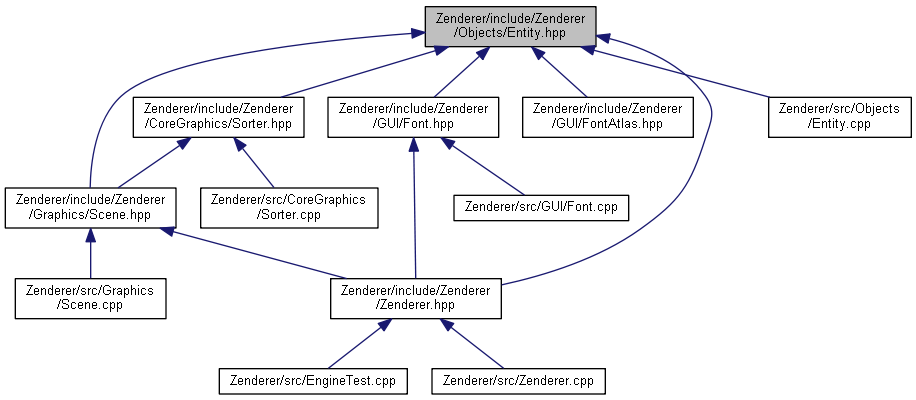 Zenderer/include/Zenderer
/Objects/Entity.hpp
Zenderer/include/Zenderer
/CoreGraphics/Sorter.hpp
Zenderer/include/Zenderer
/GUI/Font.hpp
Zenderer/include/Zenderer
/GUI/FontAtlas.hpp
Zenderer/src/Objects
/Entity.cpp
Zenderer/include/Zenderer
/Graphics/Scene.hpp
Zenderer/src/CoreGraphics
/Sorter.cpp
Zenderer/src/GUI/Font.cpp
Zenderer/src/Graphics
/Scene.cpp
Zenderer/include/Zenderer
/Zenderer.hpp
Zenderer/src/EngineTest.cpp
Zenderer/src/Zenderer.cpp